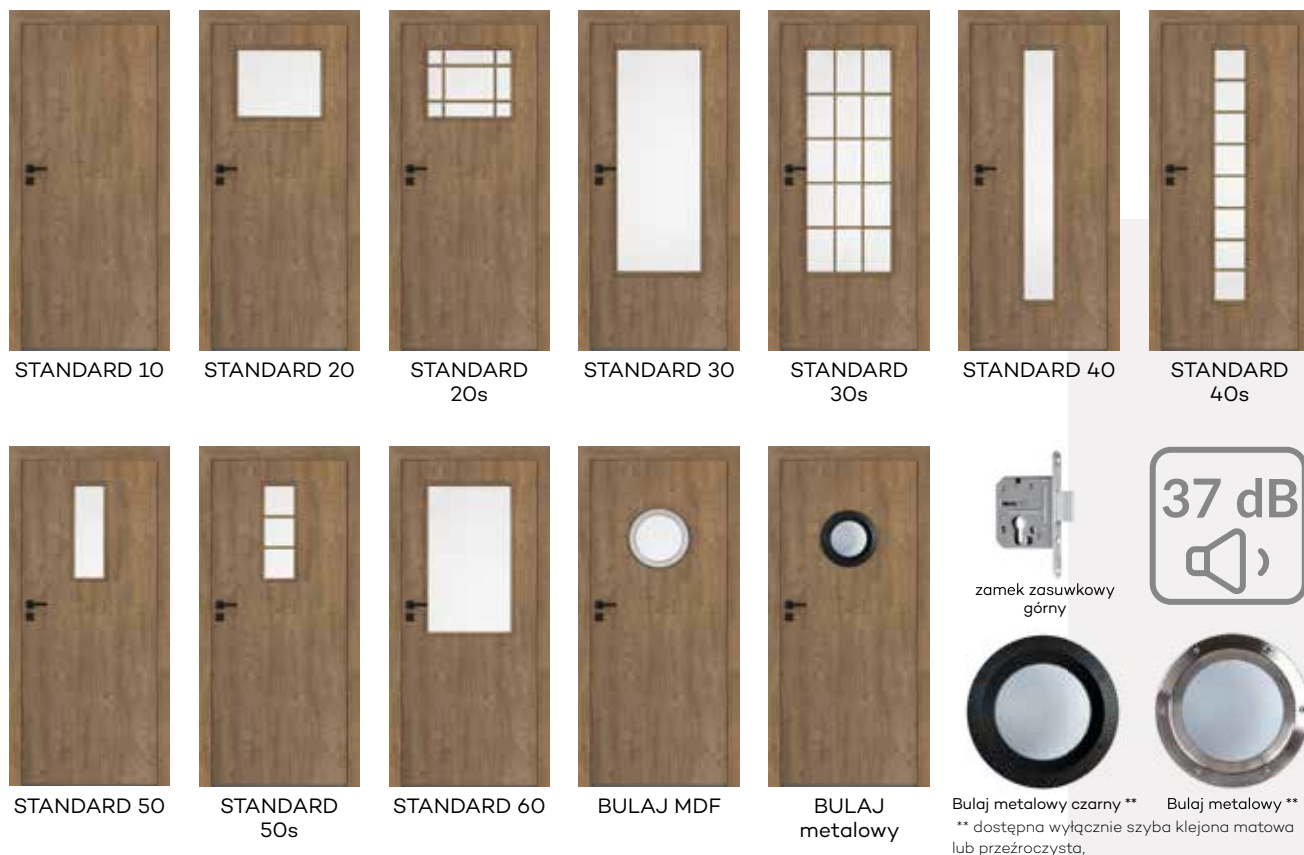 STANDARD 10
STANDARD 20
STANDARD
20s
STANDARD 30
STANDARD
30s
STANDARD 40
STANDARD
40s
zamek zasuwkowy
górny
37 dB
STANDARD 50
STANDARD
50s
STANDARD 60
BULAJ MDF
BULAJ
metalowy
Bulaj metalowy czarny **
Bulaj metalowy **
** dostępna wyłącznie szyba klejona matowa
lub przeźroczysta,